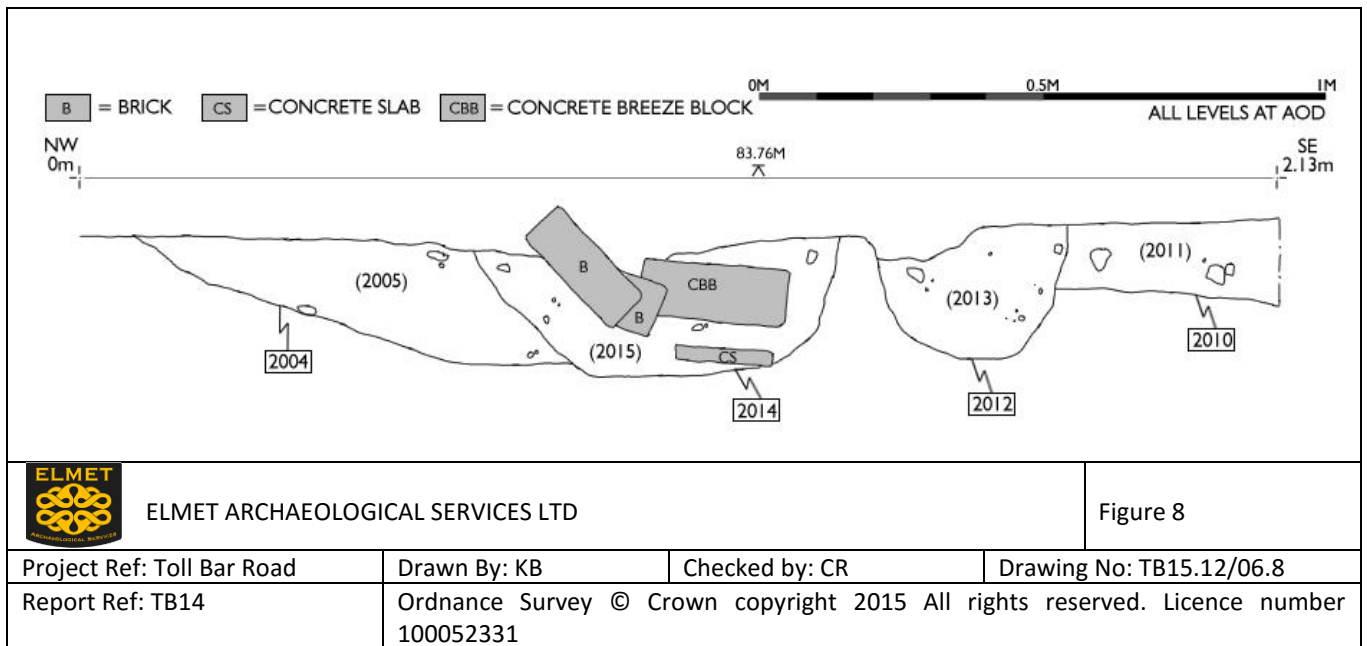 0M 0.5M 1M
B = BRICK CS =CONCRETE SLAB CBB = CONCRETE BREEZE BLOCK
ALL LEVELS AT AOD
NW SE
0m 83.76M 2.13m
B
CBB
B
CS
(2005)
(2015)
(2013)
(2011)
2004
2014
2012
2010
ELMET
ARCHAEOLOGICAL SERVICES
ELMET ARCHAEOLOGICAL SERVICES LTD
Figure 8
Project Ref: Toll Bar Road
Drawn By: KB
Checked by: CR
Drawing No: TB15.12/06.8
Report Ref: TB14
Ordnance Survey © Crown copyright 2015 All rights reserved. Licence number
100052331